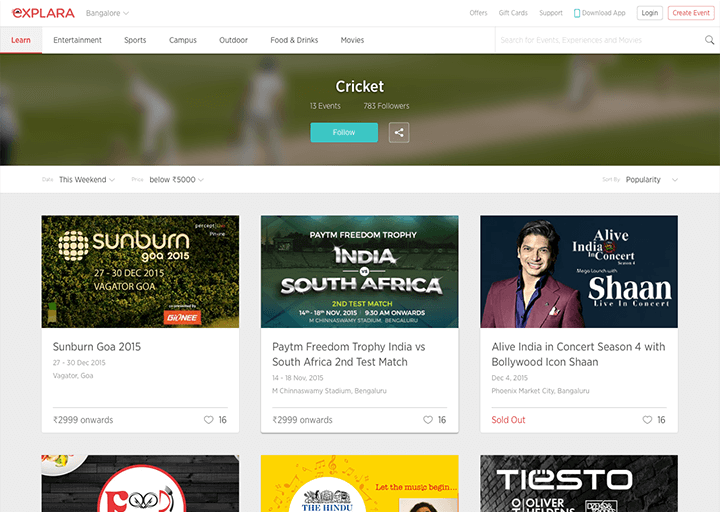 eXPLARA
Bangalore
Offers
Gift Cards
Support
Download App
Login
Create Event
Learn
Entertainment
Sports
Campus
Outdoor
Food & Drinks
Movies
Search for Events, Experiences and Movies
Cricket
13 Events
783 Followers
Follow
Date
This Weekend
Price
below ₹5000
Sort By
Popularity
percept
sunburn
goa 2015
27 - 30 DEC 2015
VAGATOR GOA
GIONEE
Sunburn Goa 2015
27 - 30 Dec 2015
Vagator, Goa
₹2999 onwards
16
PAYTM FREEDOM TROPHY
INDIA
VS
SOUTH AFRICA
2ND TEST MATCH
14th - 18th NOV, 2015 | 9:30 AM ONWARDS
M CHINNASWAMY STADIUM, BENGALURU
Paytm Freedom Trophy India vs
South Africa 2nd Test Match
14 - 18 Nov, 2015
M Chinnaswamy Stadium, Bengaluru
₹2999 onwards
16
Alive
India In
Concert
Season 4
Mega Launch with
Shaan
Live In Concert
Alive India in Concert Season 4 with
Bollywood Icon Shaan
Dec 4, 2015
Phoenix Market City, Bangaluru
Sold Out
16
THE HINDU
Let the music begin...
TIËSTO
OLIVER
HELDENS